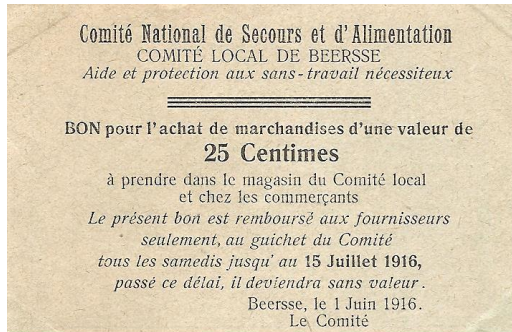 Comité National de Secours et d'Alimentation
COMITÉ LOCAL DE BEERSSE
Aide et protection aux sans-travail nécessiteux
BON pour l'achat de marchandises d'une valeur de
25 Centimes
à prendre dans le magasin du Comité local
et chez les commerçants
Le présent bon est remboursé aux fournisseurs
seulement, au guichet du Comité
tous les samedis jusqu' au 15 Juillet 1916,
passé ce délai, il deviendra sans valeur.
Beersse, le 1 Juin 1916.
Le Comité